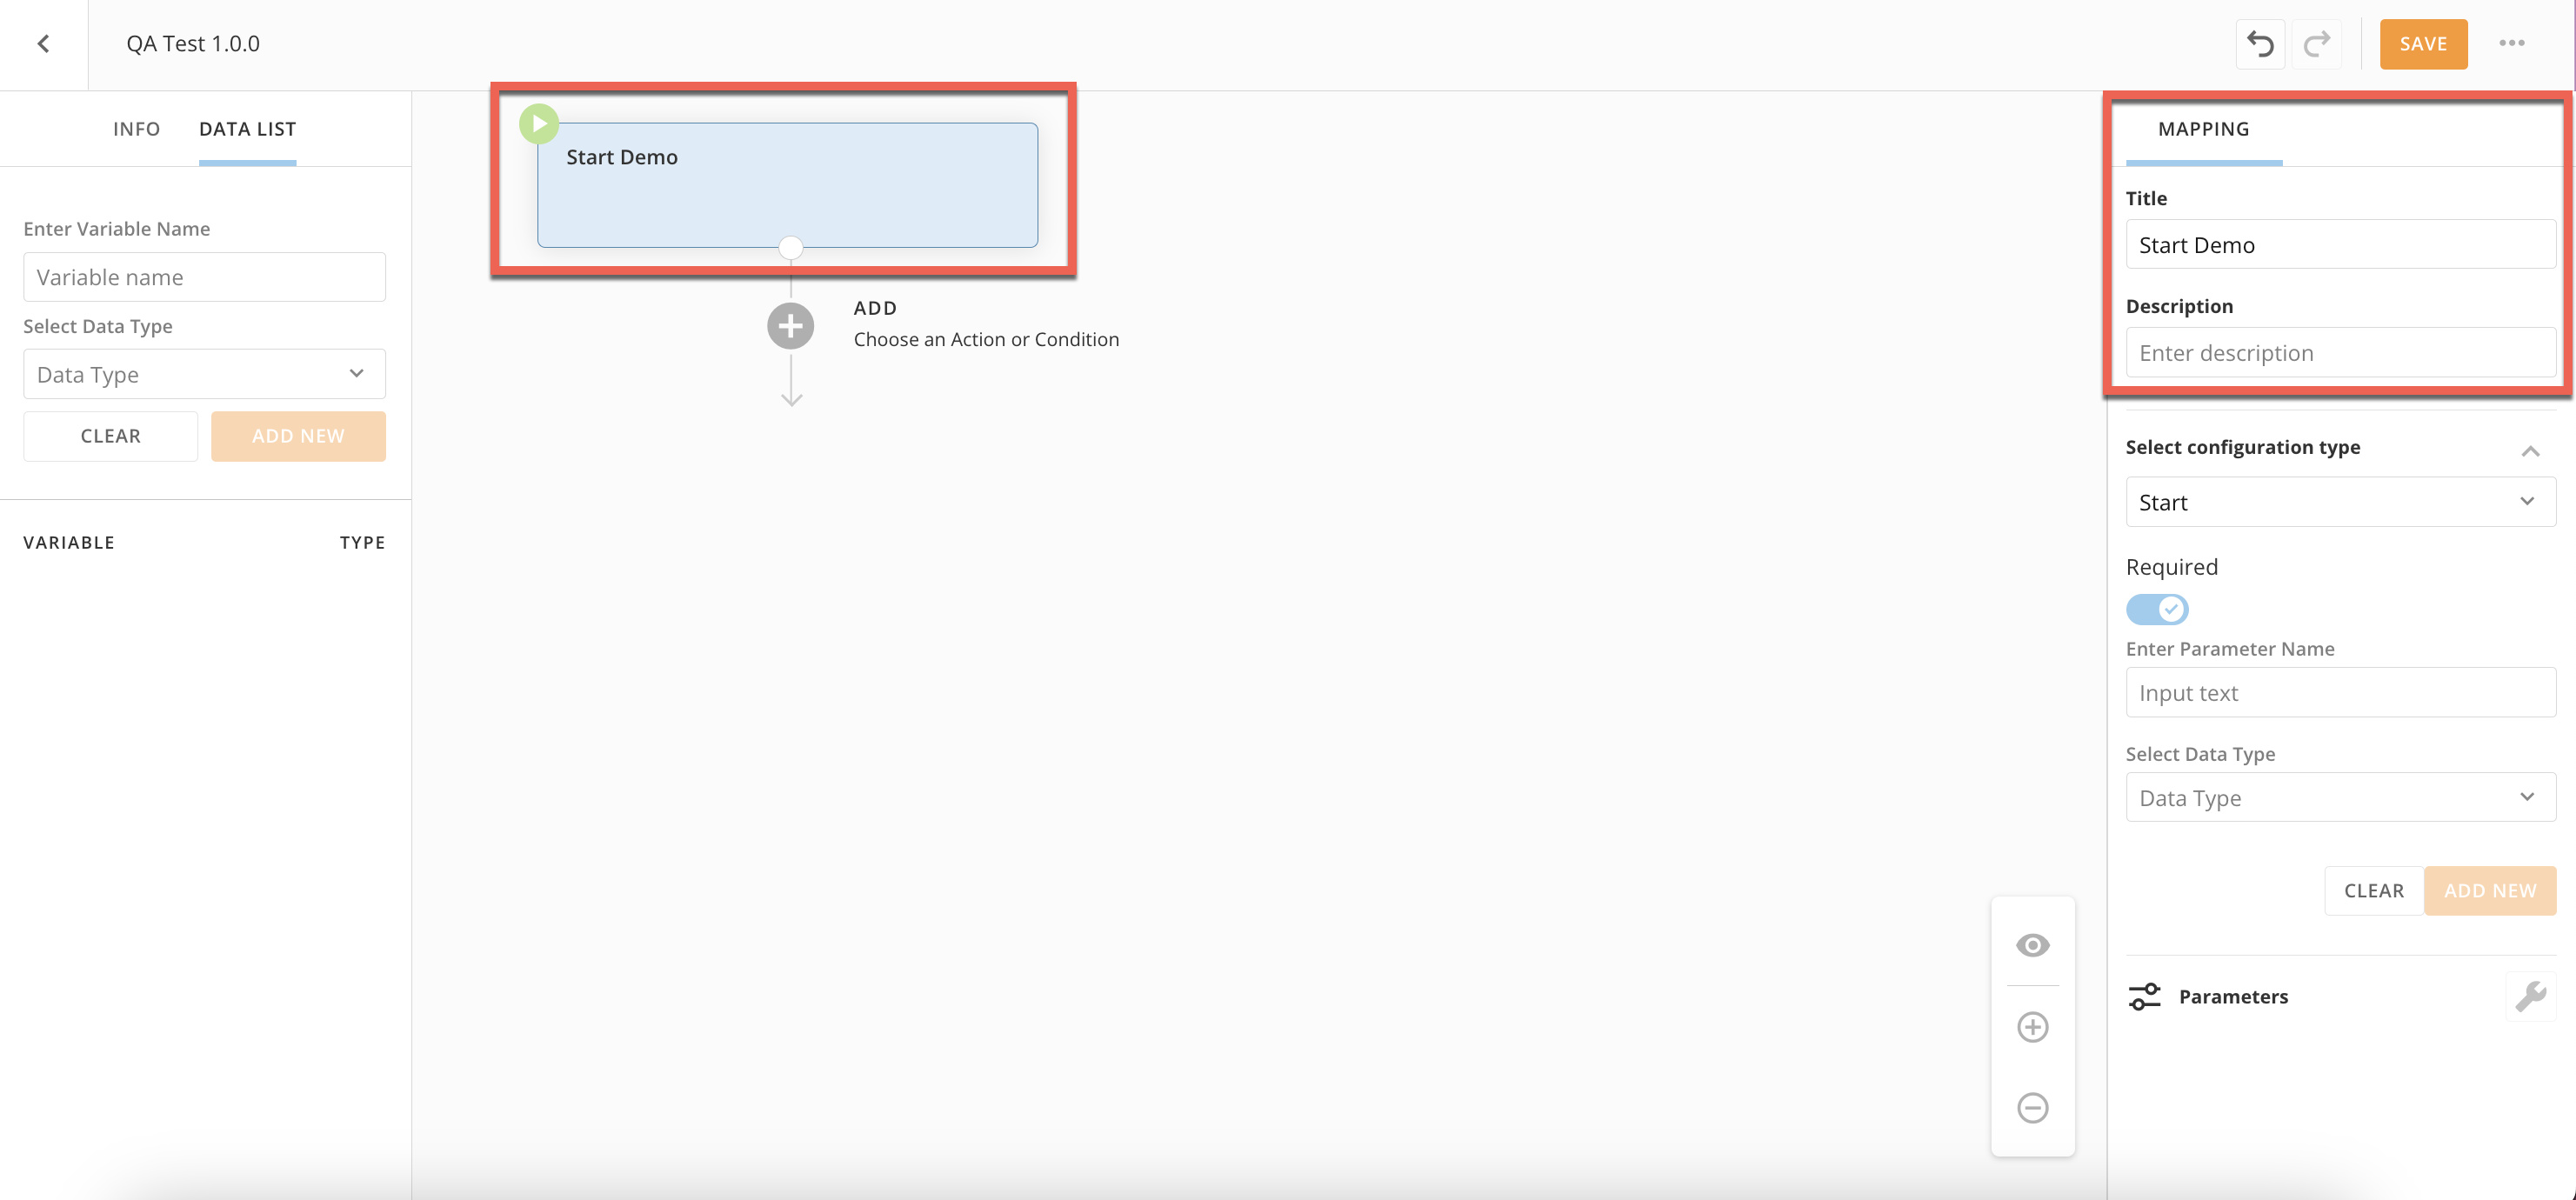 QA Test 1.0.0
SAVE
INFO
DATA LIST
Enter Variable Name
Variable name
Select Data Type
Data Type
CLEAR
ADD NEW
VARIABLE
TYPE
Start Demo
ADD
Choose an Action or Condition
MAPPING
Title
Start Demo
Description
Enter description
Select configuration type
Start
Required
Enter Parameter Name
Input text
Select Data Type
Data Type
CLEAR
ADD NEW
Parameters